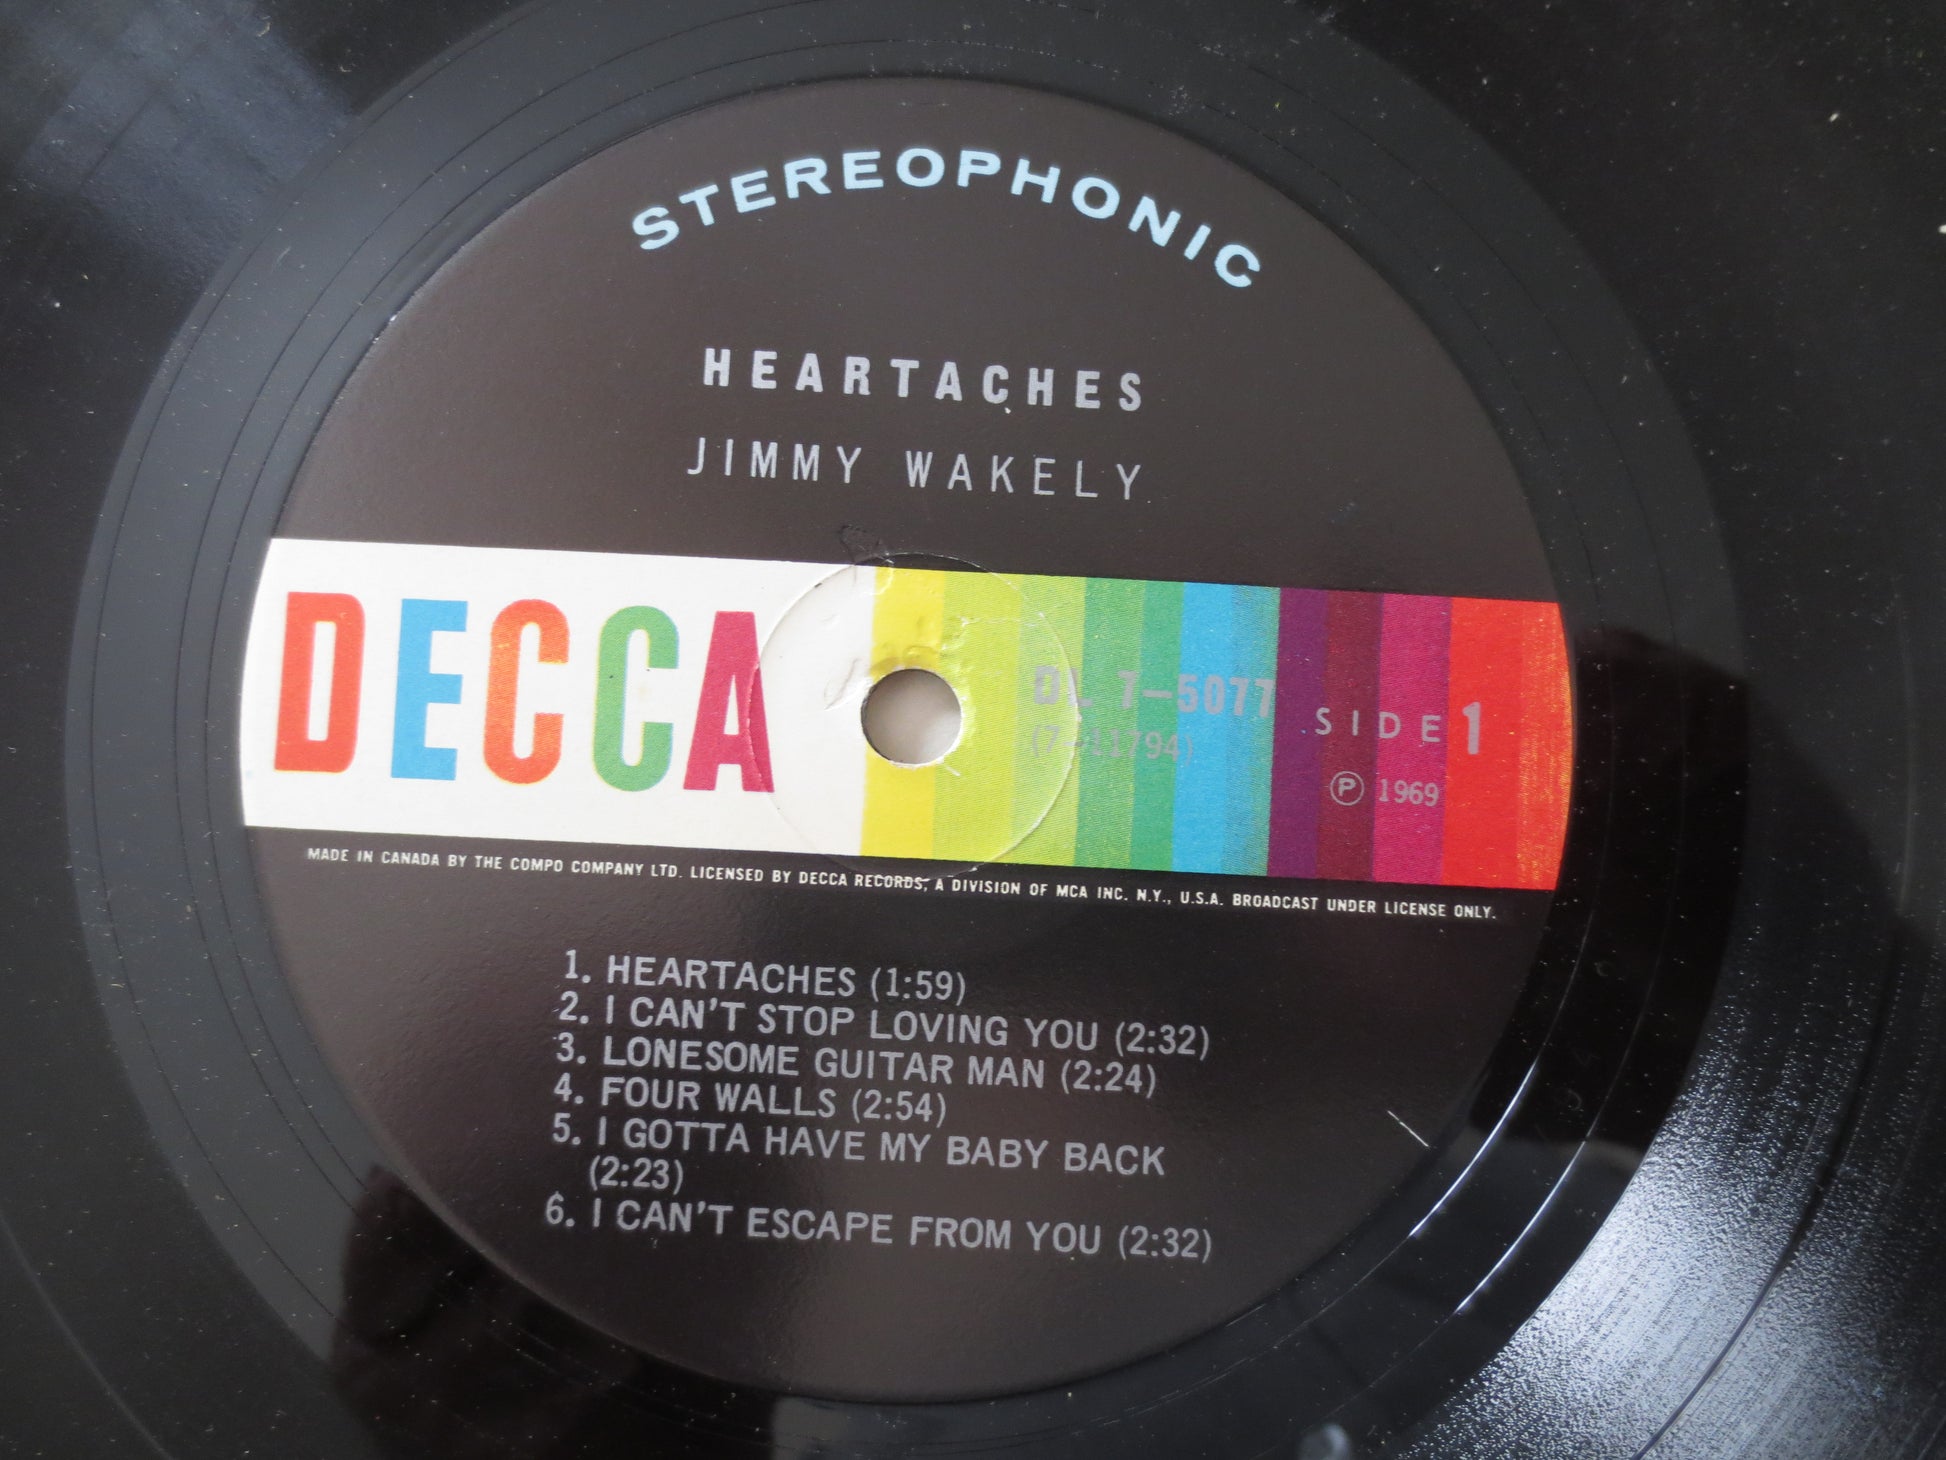 STEREOPHONIC
HEARTACHES
JIMMY WAKELY
DECCA
DL 7-5077
(7-11794)
SIDE 1
Ⓟ 1969
MADE IN CANADA BY THE COMPO COMPANY LTD. LICENSED BY DECCA RECORDS, A DIVISION OF MCA INC. N.Y., U.S.A. BROADCAST UNDER LICENSE ONLY.
1. HEARTACHES (1:59)
2. I CAN'T STOP LOVING YOU (2:32)
3. LONESOME GUITAR MAN (2:24)
4. FOUR WALLS (2:54)
5. I GOTTA HAVE MY BABY BACK
(2:23)
6. I CAN'T ESCAPE FROM YOU (2:32)